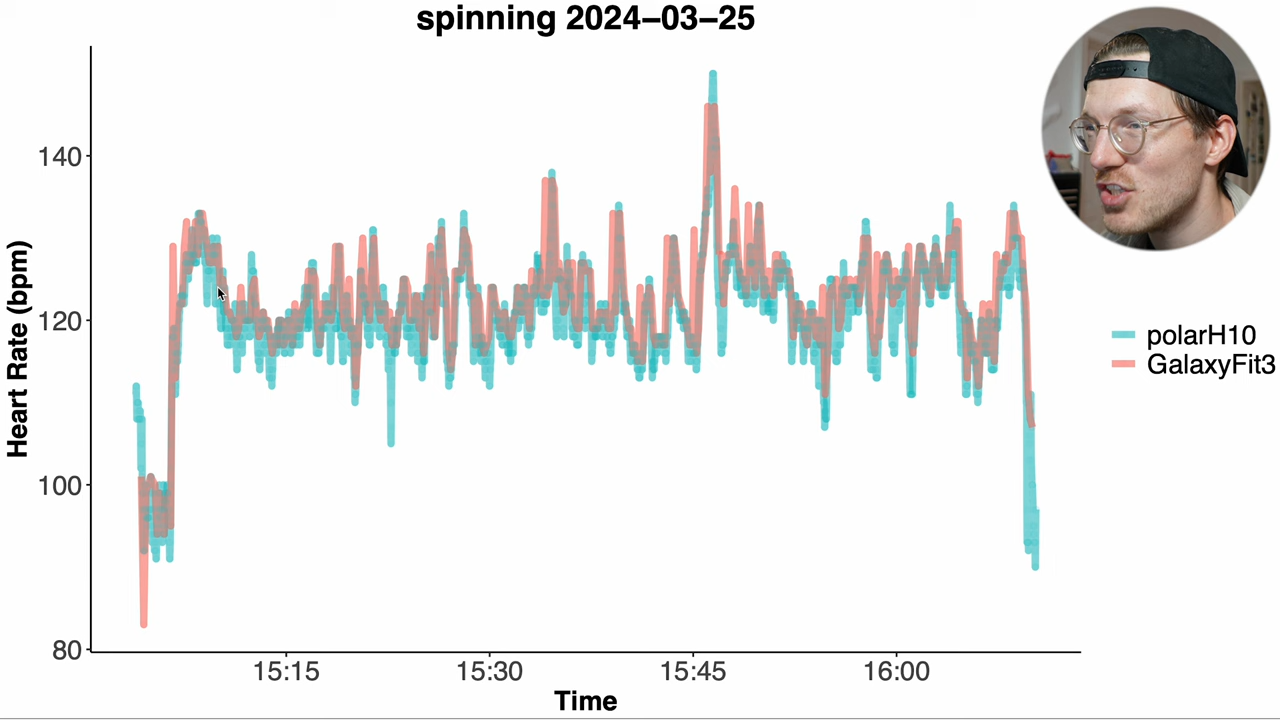 spinning 2024–03–25
Heart Rate (bpm)
140
120
100
80
15:15
15:30
15:45
16:00
Time
polarH10
GalaxyFit3